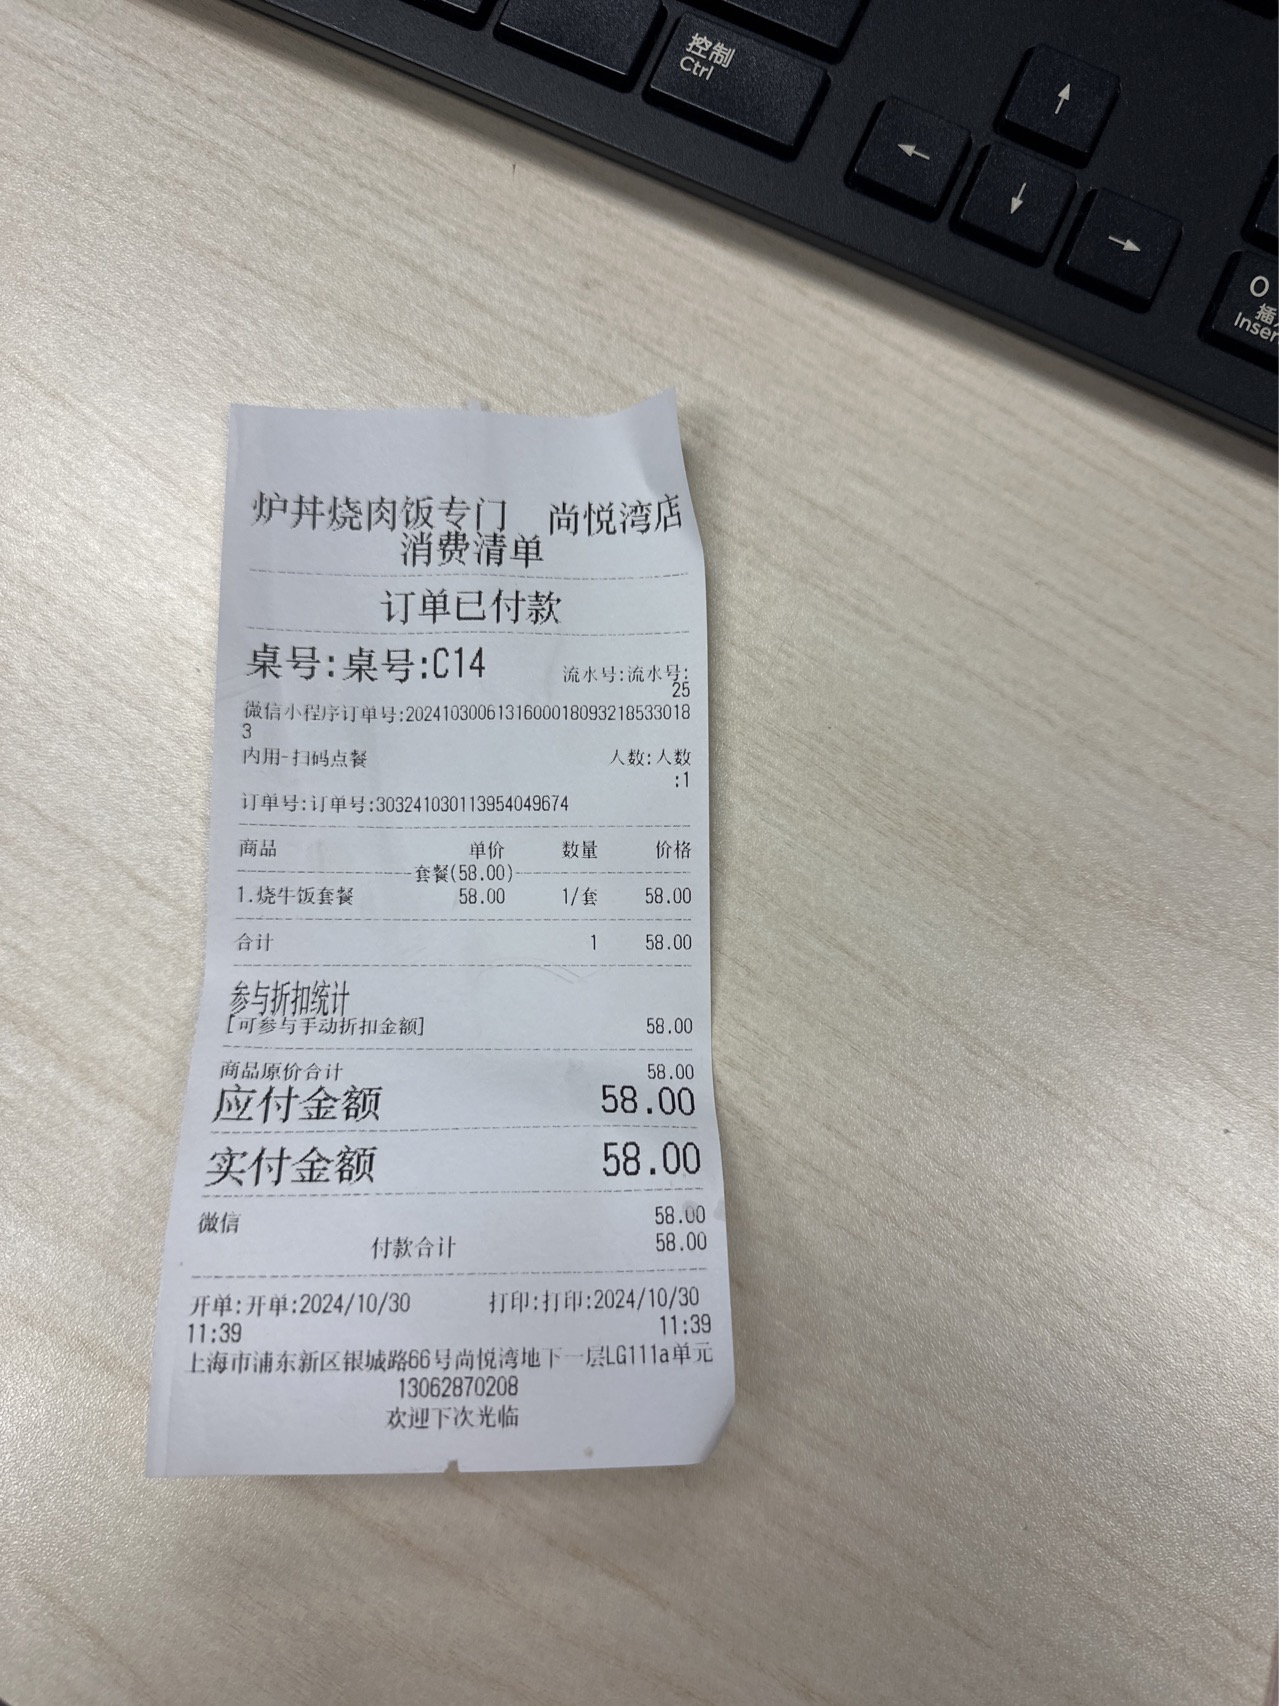 控制
Ctrl
↑
←
↓
→
0
Inser
炉丼烧肉饭专门 尚悦湾店
消费清单
订单已付款
桌号:桌号:C14 流水号:流水号:
25
微信小程序订单号:202410300613160001809321853301​8
3
内用-扫码点餐 人数:人数
:1
订单号:订单号:303241030113954049674
商品 单价 数量 价格
套餐(58.00)
1.烧牛饭套餐 58.00 1/套 58.00
合计 1 58.00
参与折扣统计
[可参与手动折扣金额] 58.00
商品原价合计 58.00
应付金额 58.00
实付金额 58.00
微信 58.00
付款合计 58.00
开单:开单:2024/10/30 打印:打印:2024/10/30
11:39 11:39
上海市浦东新区银城路66号尚悦湾地下一层LG111a单元
13062870208
欢迎下次光临